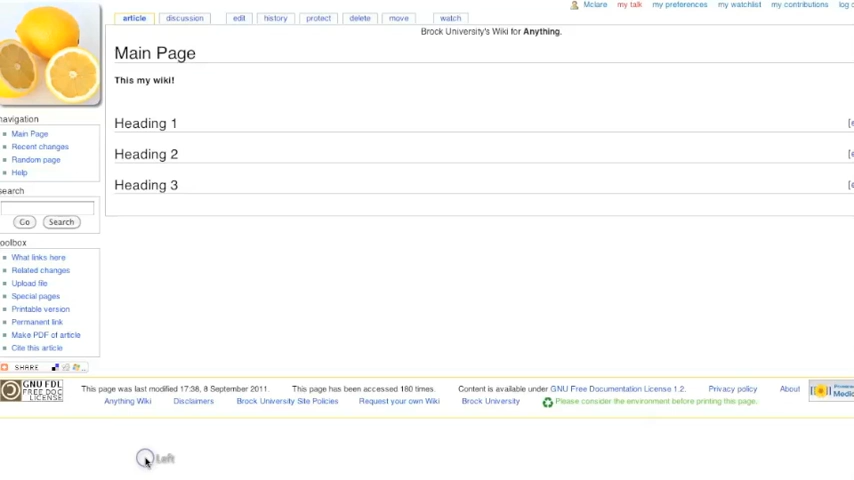 Mclare my talk my preferences my watchlist my contributions log
article discussion edit history protect delete move watch
Brock University's Wiki for Anything.
Main Page
This my wiki!
Heading 1
Heading 2
Heading 3
navigation
Main Page
Recent changes
Random page
Help
search
Go Search
toolbox
What links here
Related changes
Upload file
Special pages
Printable version
Permanent link
Make PDF of article
Cite this article
SHARE
GNU FDL
FREE DOC
LICENSE
This page was last modified 17:38, 8 September 2011. This page has been accessed 180 times. Content is available under GNU Free Documentation License 1.2. Privacy policy About
Anything Wiki Disclaimers Brock University Site Policies Request your own Wiki Brock University Please consider the environment before printing this page.
Left